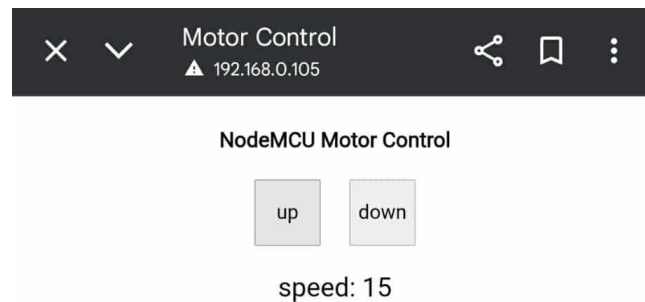 Motor Control
192.168.0.105
NodeMCU Motor Control
up down
speed: 15